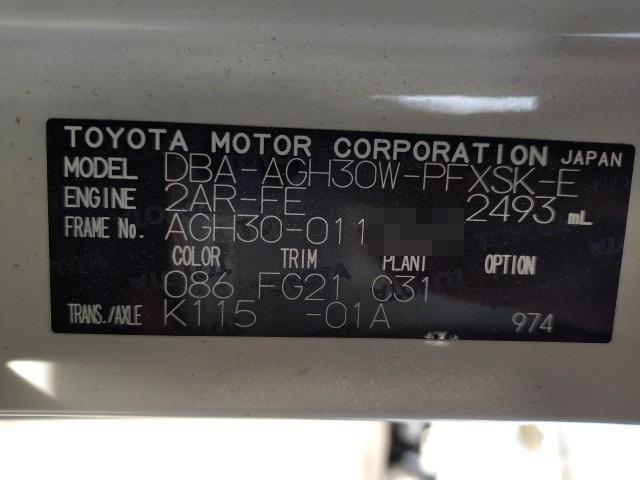 TOYOTA MOTOR CORPORATION JAPAN
MODEL DBA-AGH30W-PFXSK-E
ENGINE 2AR-FE 2493 mL
FRAME No. AGH30-011
COLOR TRIM PLANT OPTION
086 FG21 031
TRANS./AXLE K115 -01A 974